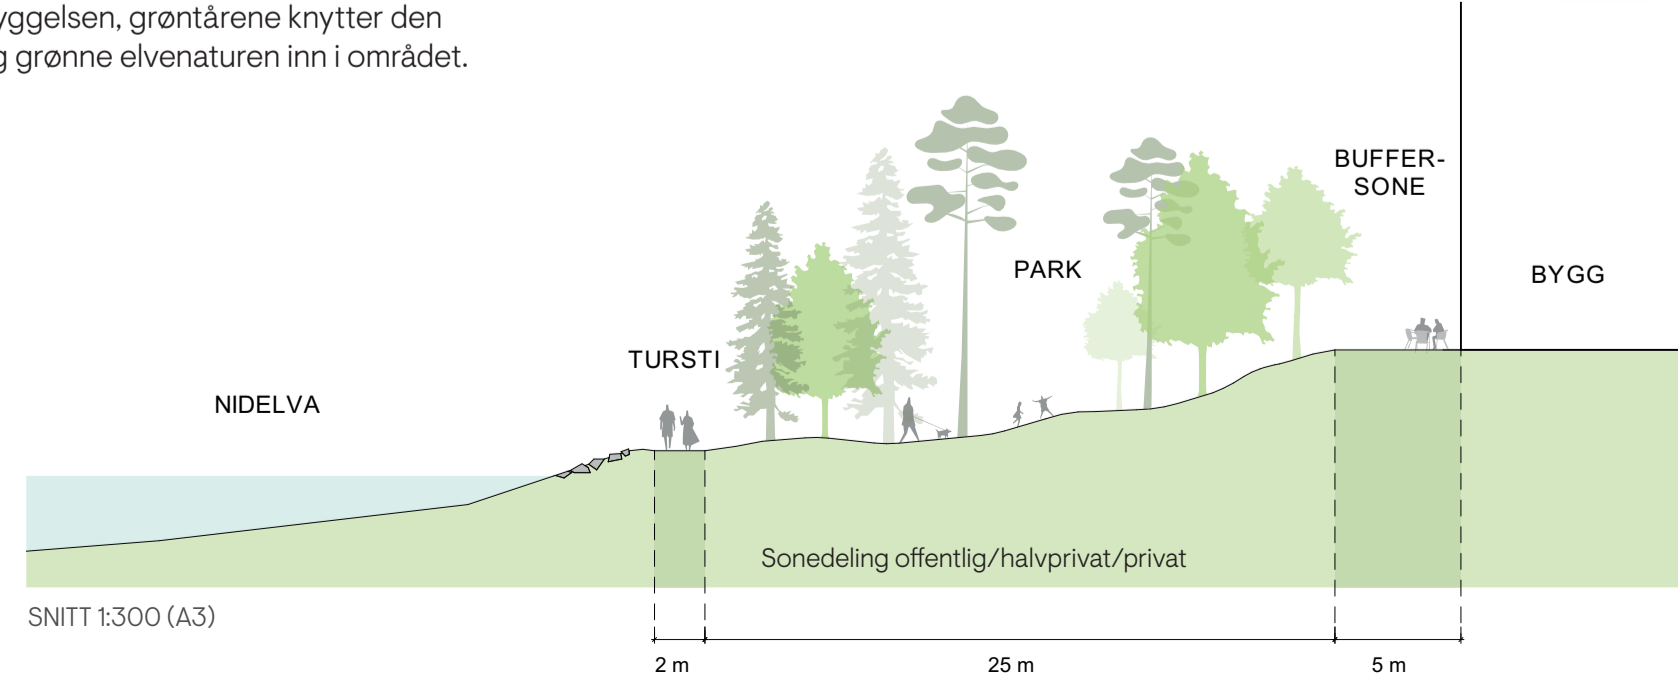 grøntårene knytter den
grønne elvenaturen inn i området.
BUFFER-
SONE
PARK
BYGG
TURSTI
NIDELVA
Sonedeling offentlig/halvprivat/privat
SNITT 1:300 (A3)
2 m
25 m
5 m